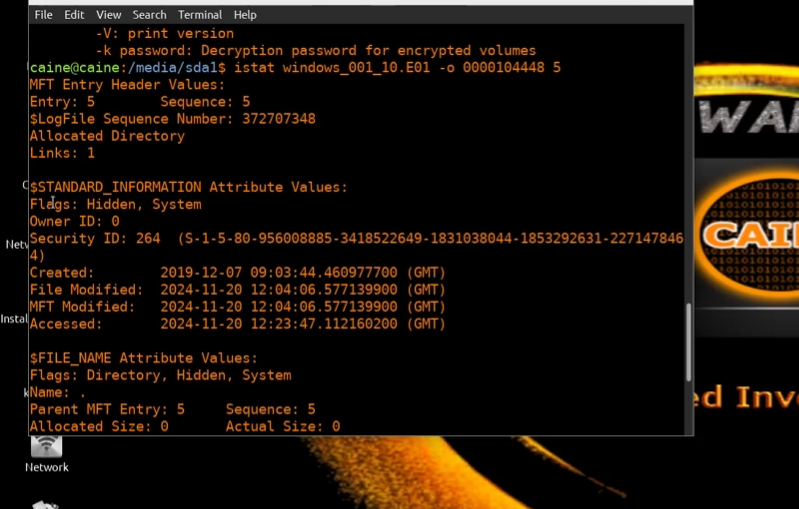 File Edit View Search Terminal Help
-V: print version
-k password: Decryption password for encrypted volumes
caine@caine:/media/sda1$ istat windows_001_10.E01 -o 0000104448 5
MFT Entry Header Values:
Entry: 5 Sequence: 5
$LogFile Sequence Number: 372707348
Allocated Directory
Links: 1
$STANDARD_INFORMATION Attribute Values:
Flags: Hidden, System
Owner ID: 0
Security ID: 264 (S-1-5-80-956008885-3418522649-1831038044-1853292631-227147846
4)
Created: 2019-12-07 09:03:44.460977700 (GMT)
File Modified: 2024-11-20 12:04:06.577139900 (GMT)
MFT Modified: 2024-11-20 12:04:06.577139900 (GMT)
Accessed: 2024-11-20 12:23:47.112160200 (GMT)
$FILE_NAME Attribute Values:
Flags: Directory, Hidden, System
Name: .
Parent MFT Entry: 5 Sequence: 5
Allocated Size: 0 Actual Size: 0
Netw
Instal
Network
WA
CAI
ed Inv